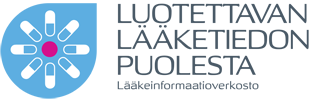 LUOTETTAVAN
LÄÄKETIEDON
PUOLESTA
Lääkeinformaatioverkosto